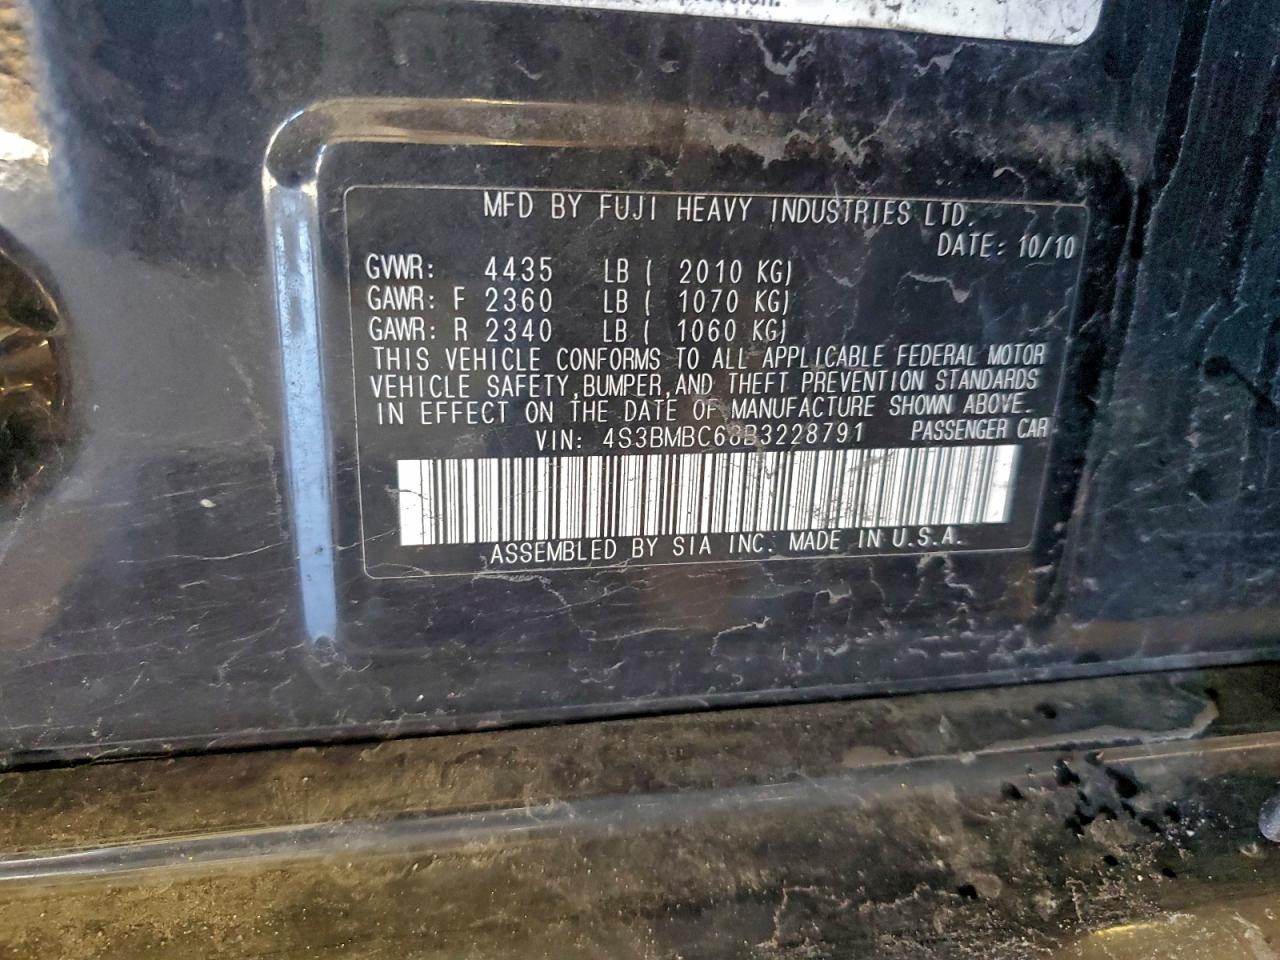 MFD BY FUJI HEAVY INDUSTRIES LTD.
DATE: 10/10
GVWR: 4435 LB ( 2010 KG)
GAWR: F 2360 LB ( 1070 KG)
GAWR: R 2340 LB ( 1060 KG)
THIS VEHICLE CONFORMS TO ALL APPLICABLE FEDERAL MOTOR
VEHICLE SAFETY, BUMPER, AND THEFT PREVENTION STANDARDS
IN EFFECT ON THE DATE OF MANUFACTURE SHOWN ABOVE.
VIN: 4S3BMBC68B3228791 PASSENGER CAR
ASSEMBLED BY SIA INC. MADE IN U.S.A.